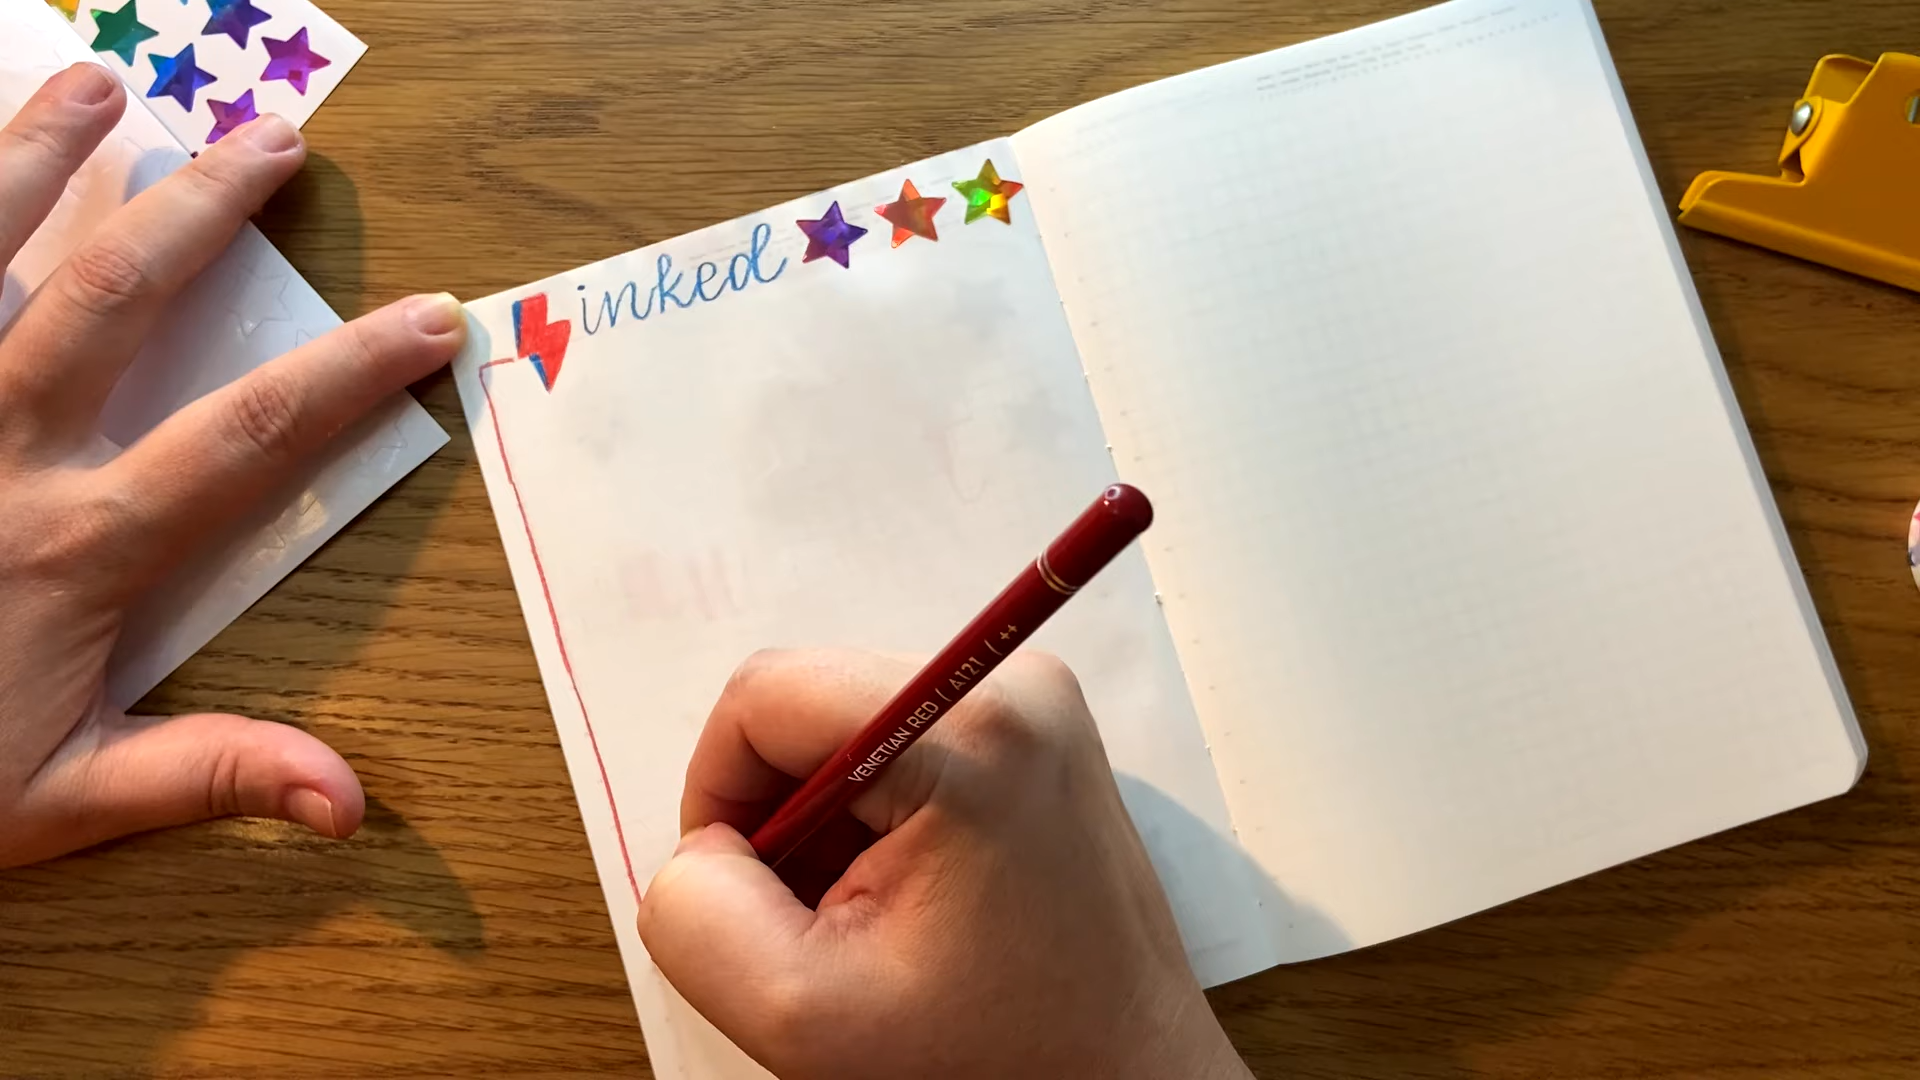 inked
VENETIAN RED ( A121 ( ++